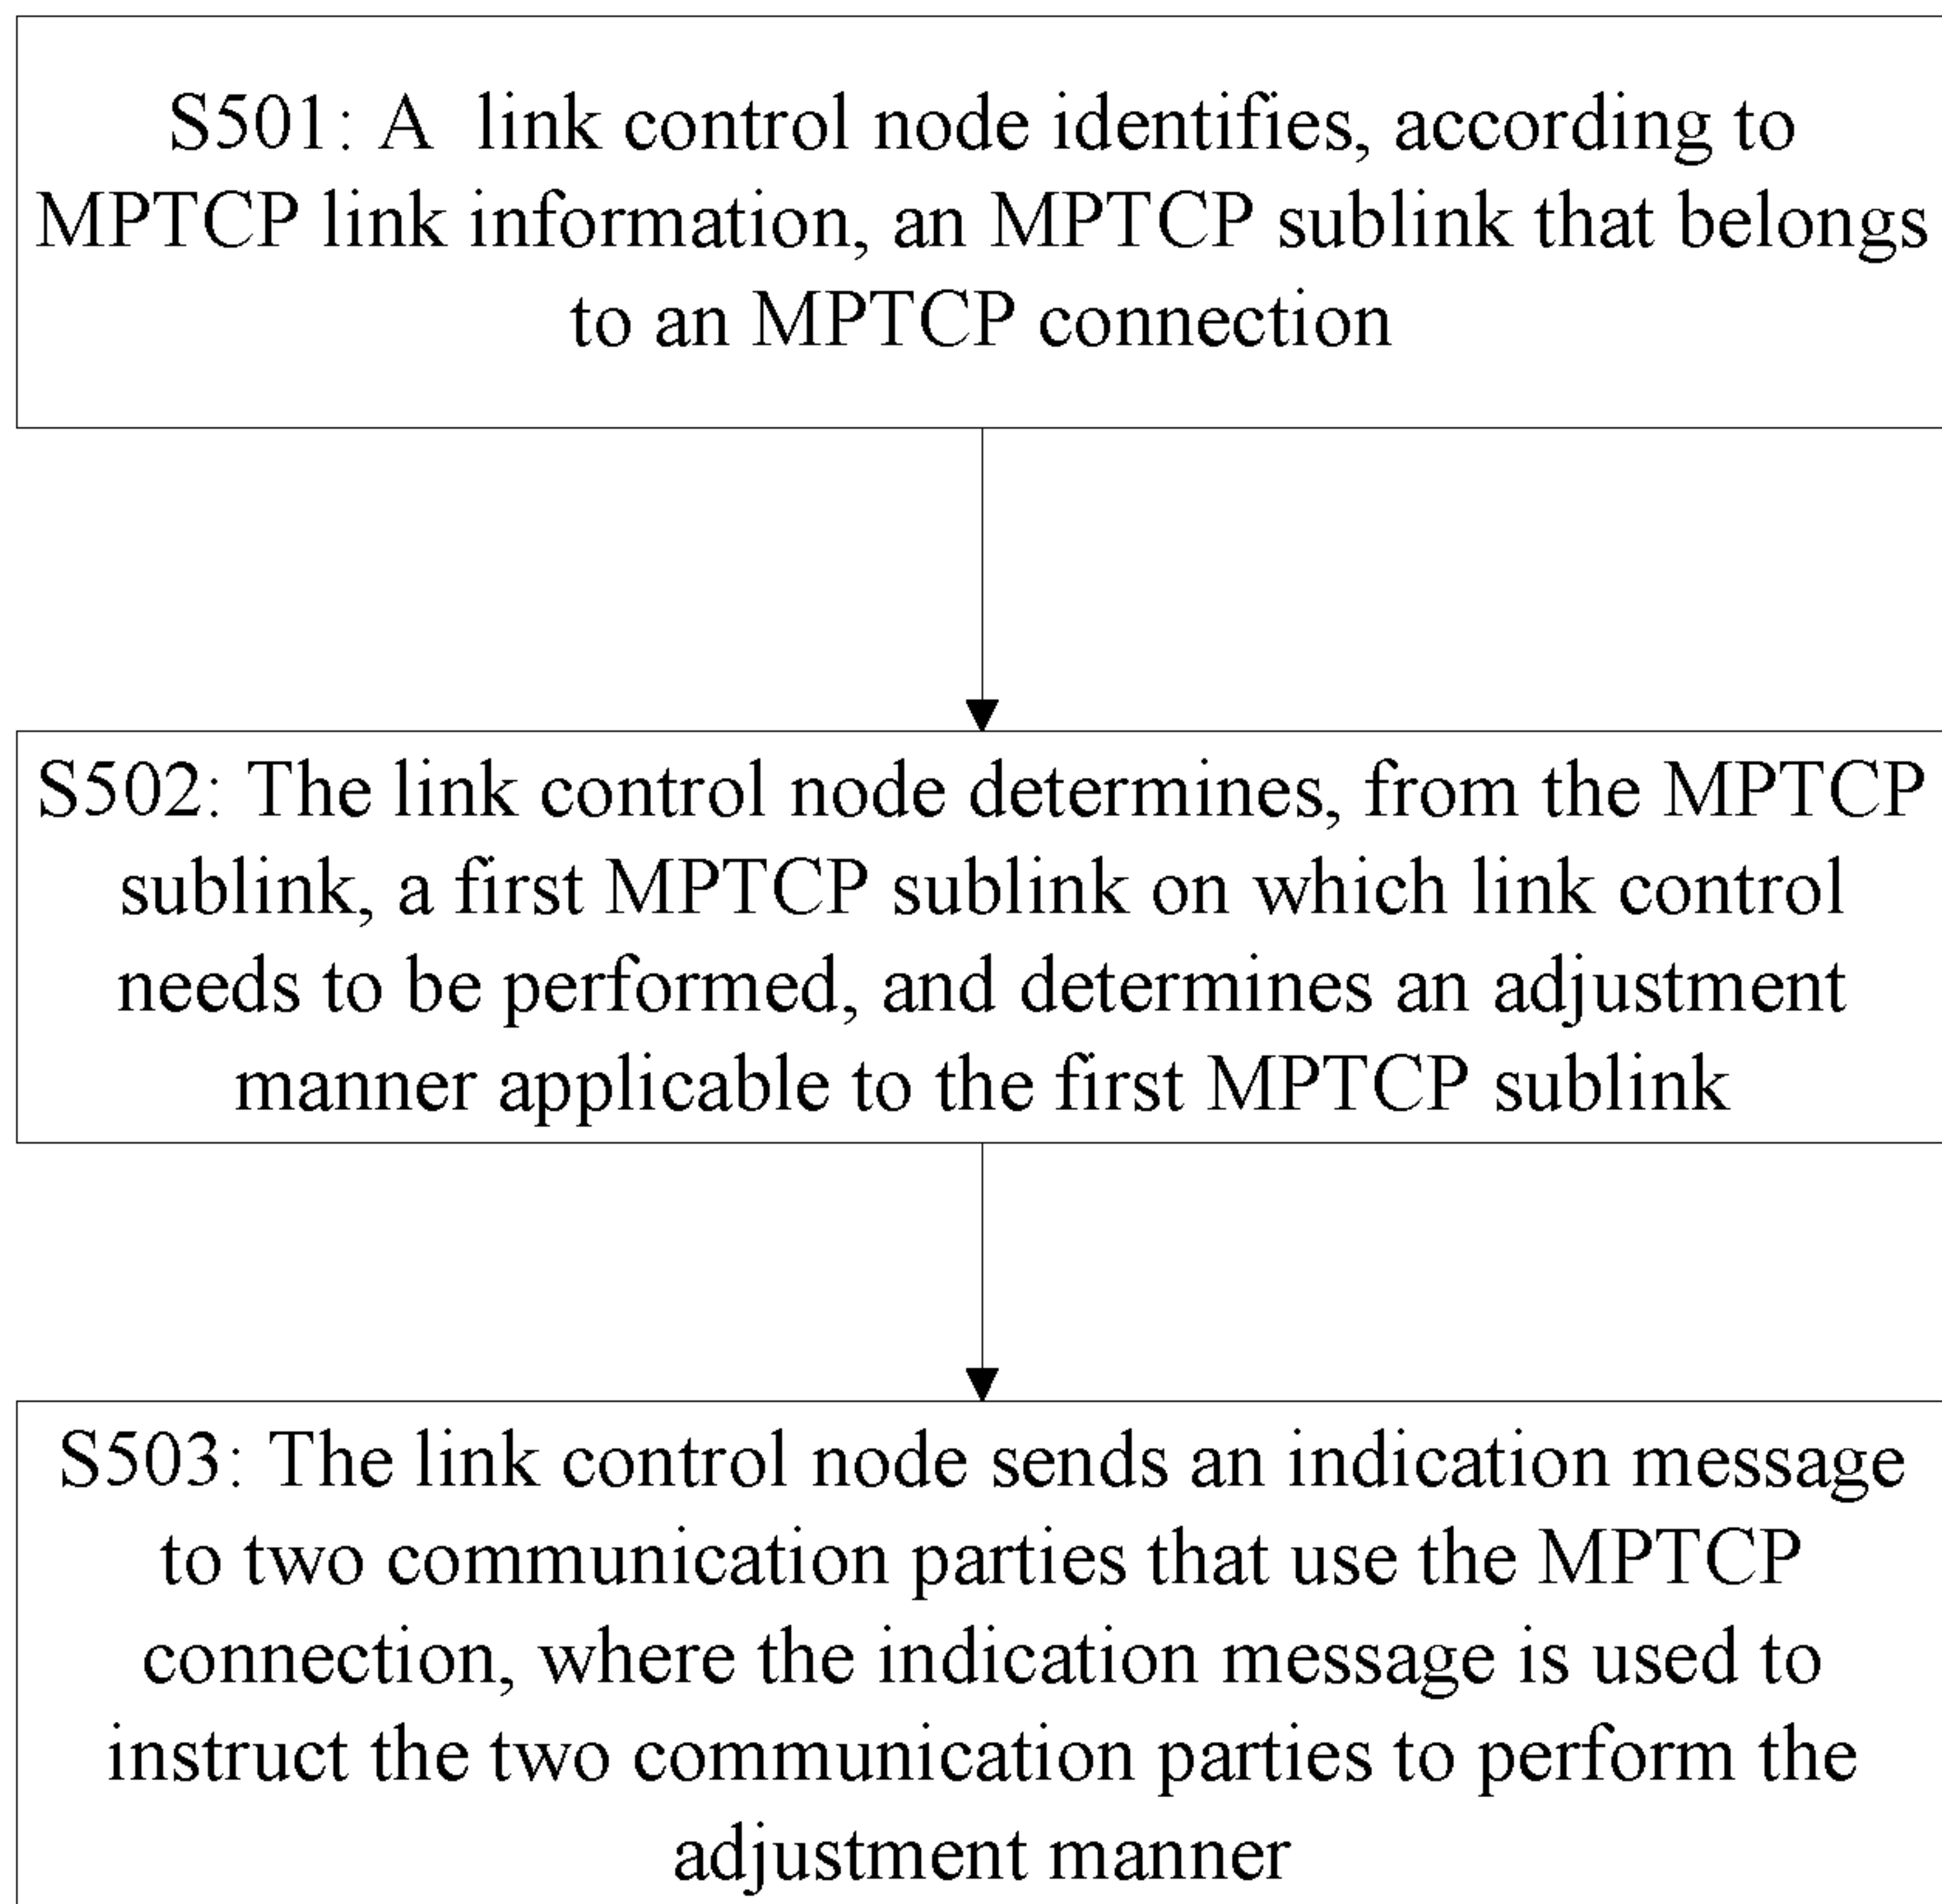 S501: A link control node identifies, according to
MPTCP link information, an MPTCP sublink that belongs
to an MPTCP connection
S502: The link control node determines, from the MPTCP
sublink, a first MPTCP sublink on which link control
needs to be performed, and determines an adjustment
manner applicable to the first MPTCP sublink
S503: The link control node sends an indication message
to two communication parties that use the MPTCP
connection, where the indication message is used to
instruct the two communication parties to perform the
adjustment manner